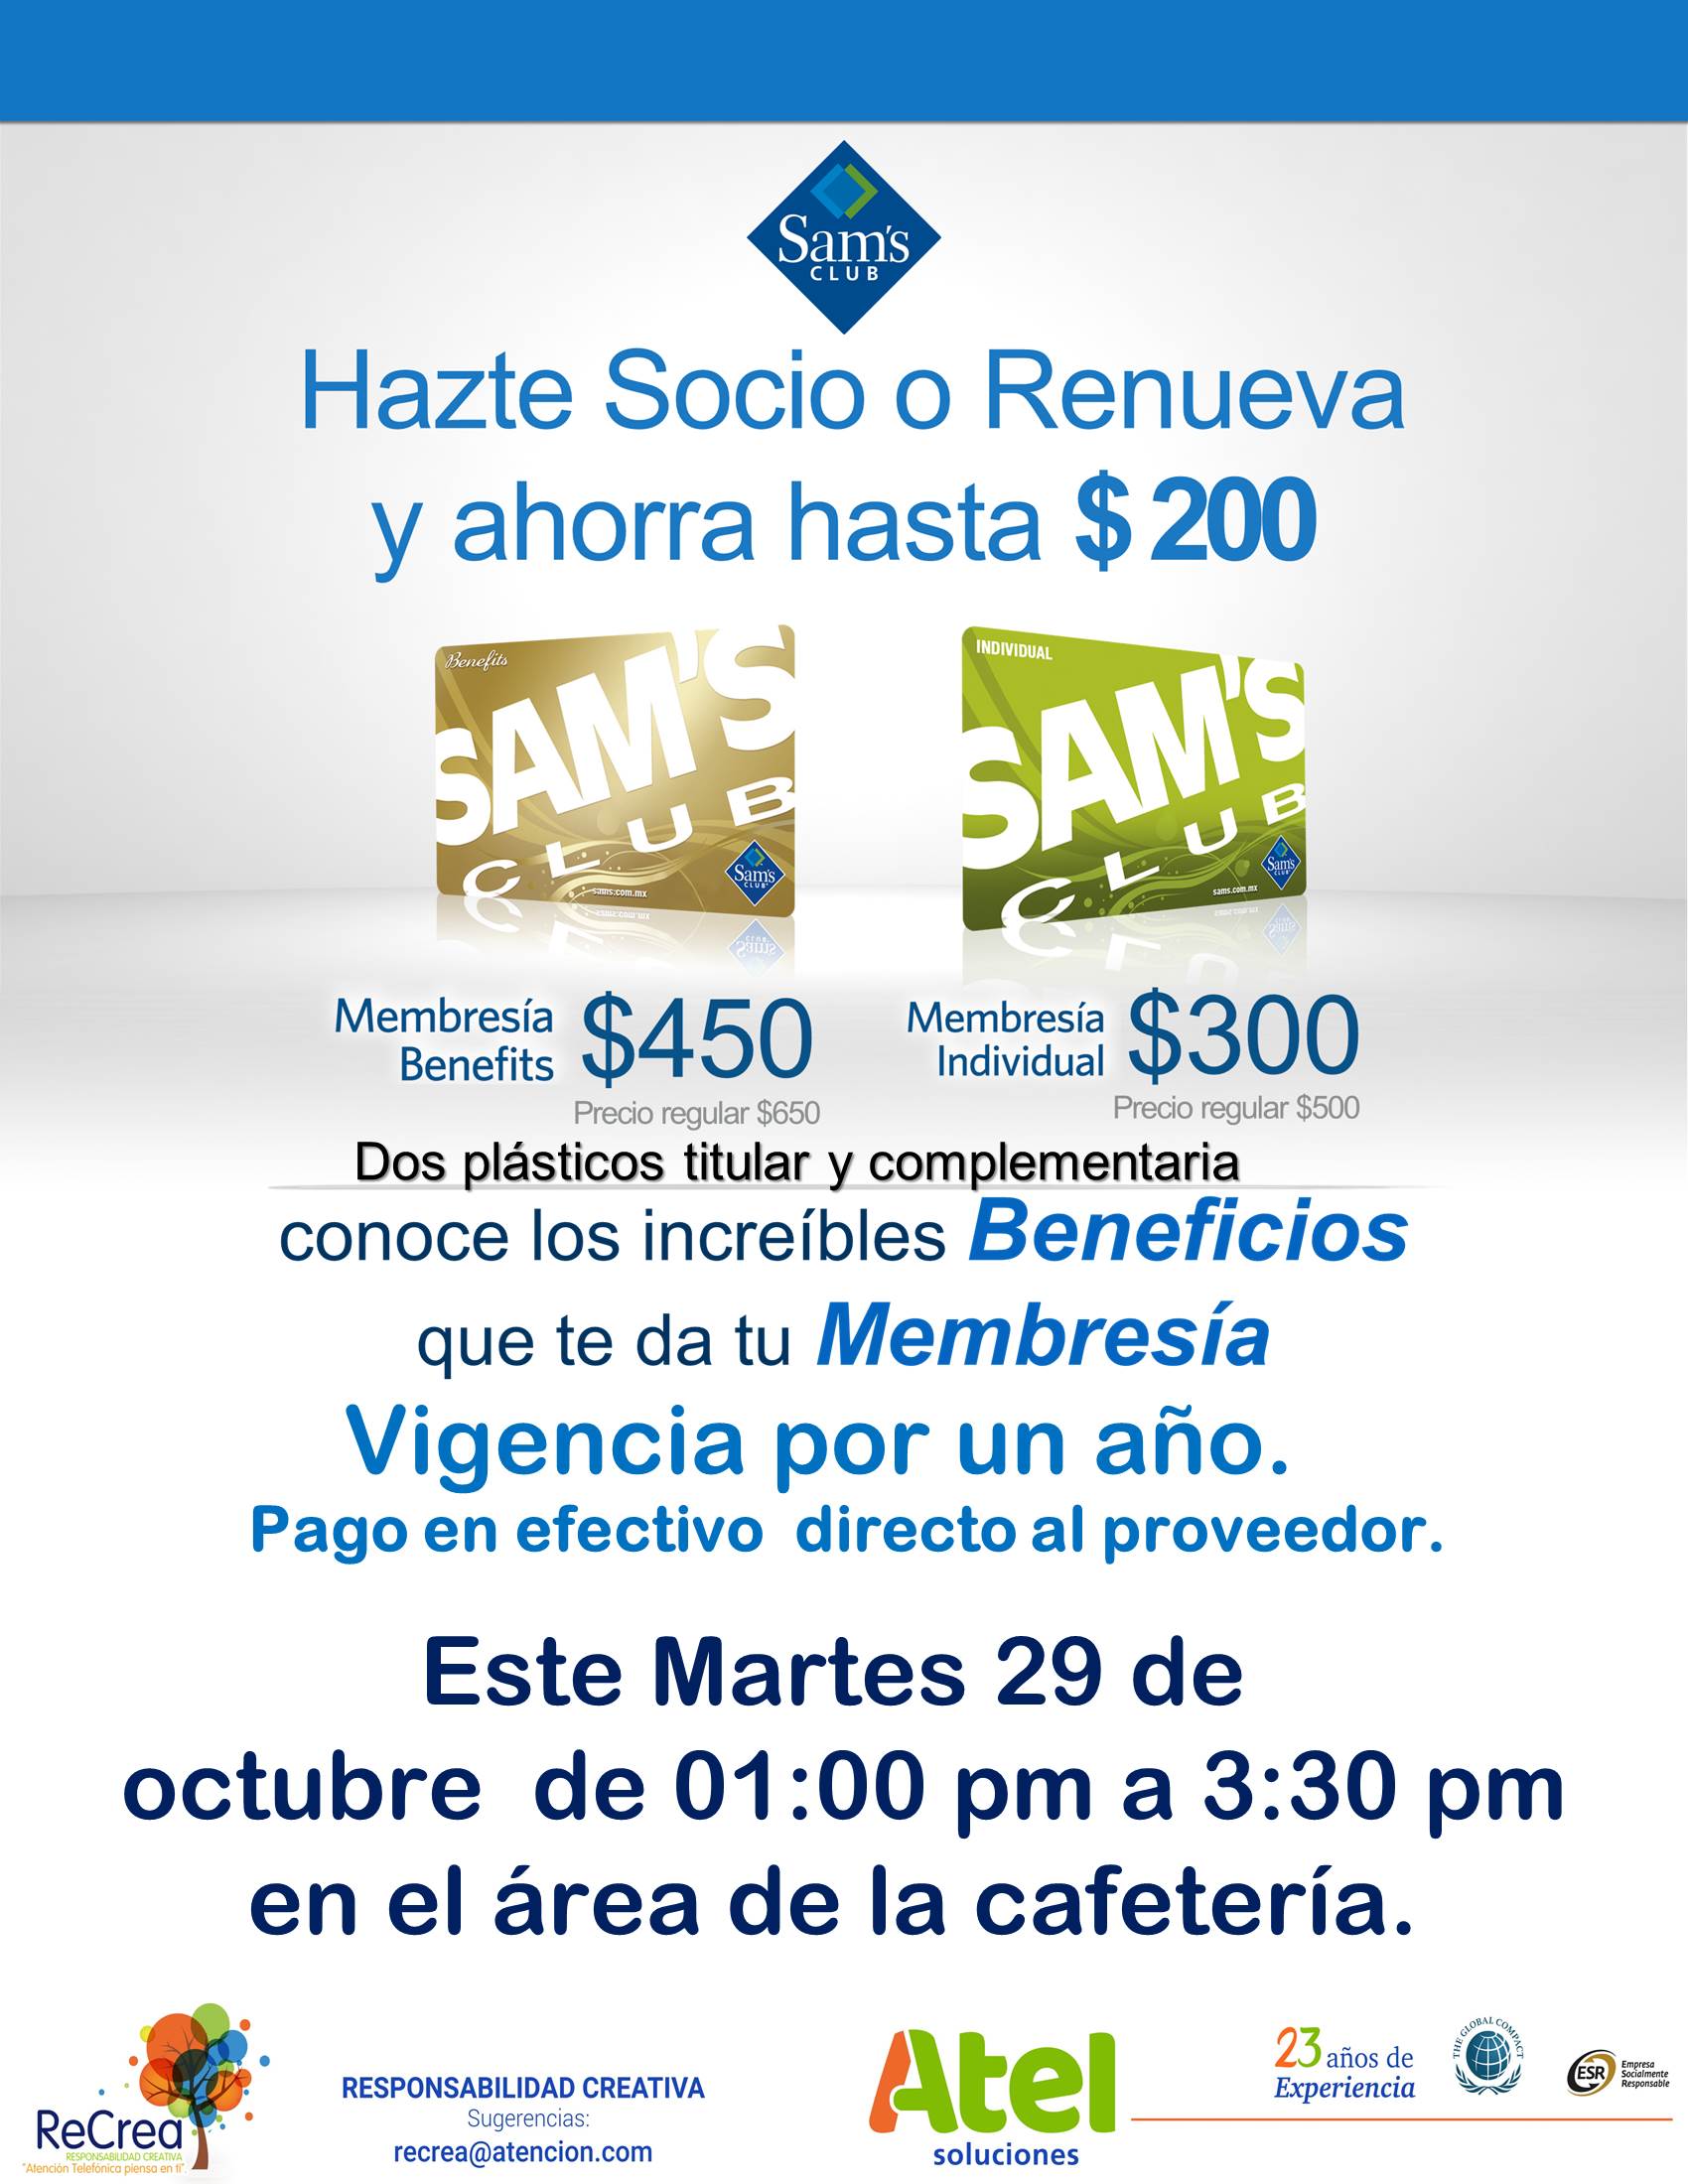 Sam's
CLUB
Hazte Socio o Renueva
y ahorra hasta $ 200
Benefits
SAM'S
CLUB
sams.com.mx
Sam's
CLUB
INDIVIDUAL
SAM'S
CLUB
sams.com.mx
Sam's
CLUB
Membresía
Benefits
$450
Precio regular $650
Membresía
Individual
$300
Precio regular $500
Dos plásticos titular y complementaria
conoce los increíbles Beneficios
que te da tu Membresía
Vigencia por un año.
Pago en efectivo directo al proveedor.
Este Martes 29 de
octubre de 01:00 pm a 3:30 pm
en el área de la cafetería.
ReCrea
RESPONSABILIDAD CREATIVA
"Atención Telefónica piensa en ti".
RESPONSABILIDAD CREATIVA
Sugerencias:
recrea@atencion.com
Atel
soluciones
23 años de
Experiencia
THE GLOBAL COMPACT
ESR
Empresa
Socialmente
Responsable